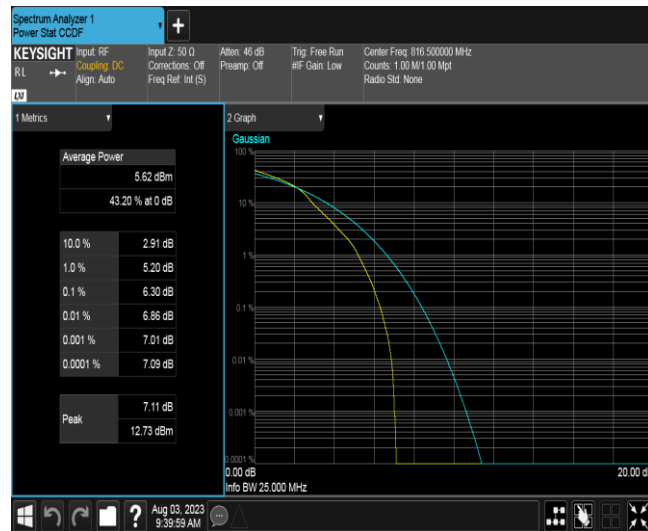 Spectrum Analyzer 1
Power Stat CCDF
+
KEYSIGHT
RL
LXI
Input: RF
Coupling: DC
Align: Auto
Input Z: 50 Ω
Corrections: Off
Freq Ref: Int (S)
Atten: 46 dB
Preamp: Off
Trig: Free Run
#IF Gain: Low
Center Freq: 816.500000 MHz
Counts: 1.00 M/1.00 Mpt
Radio Std: None
1 Metrics
Average Power
5.62 dBm
43.20 % at 0 dB
10.0 % 2.91 dB
1.0 % 5.20 dB
0.1 % 6.30 dB
0.01 % 6.86 dB
0.001 % 7.01 dB
0.0001 % 7.09 dB
Peak
7.11 dB
12.73 dBm
2 Graph
Gaussian
100 %
10 %
1 %
0.1 %
0.01 %
0.001 %
0.0001 %
0.00 dB
20.00 d
Info BW 25.000 MHz
?
Aug 03, 2023
9:39:59 AM